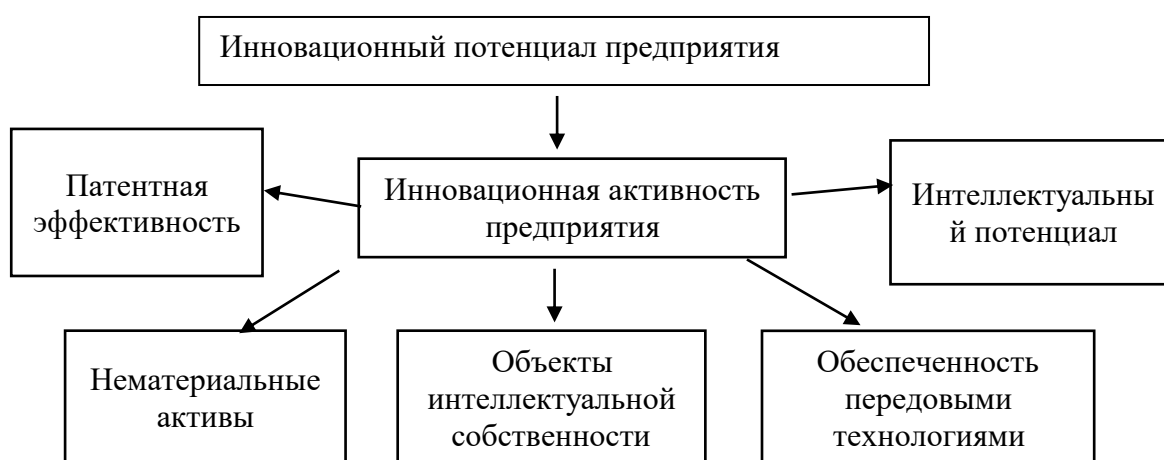 Инновационный потенциал предприятия
Патентная
эффективность
Инновационная активность
предприятия
Интеллектуальны
й потенциал
Нематериальные
активы
Объекты
интеллектуальной
собственности
Обеспеченность
передовыми
технологиями